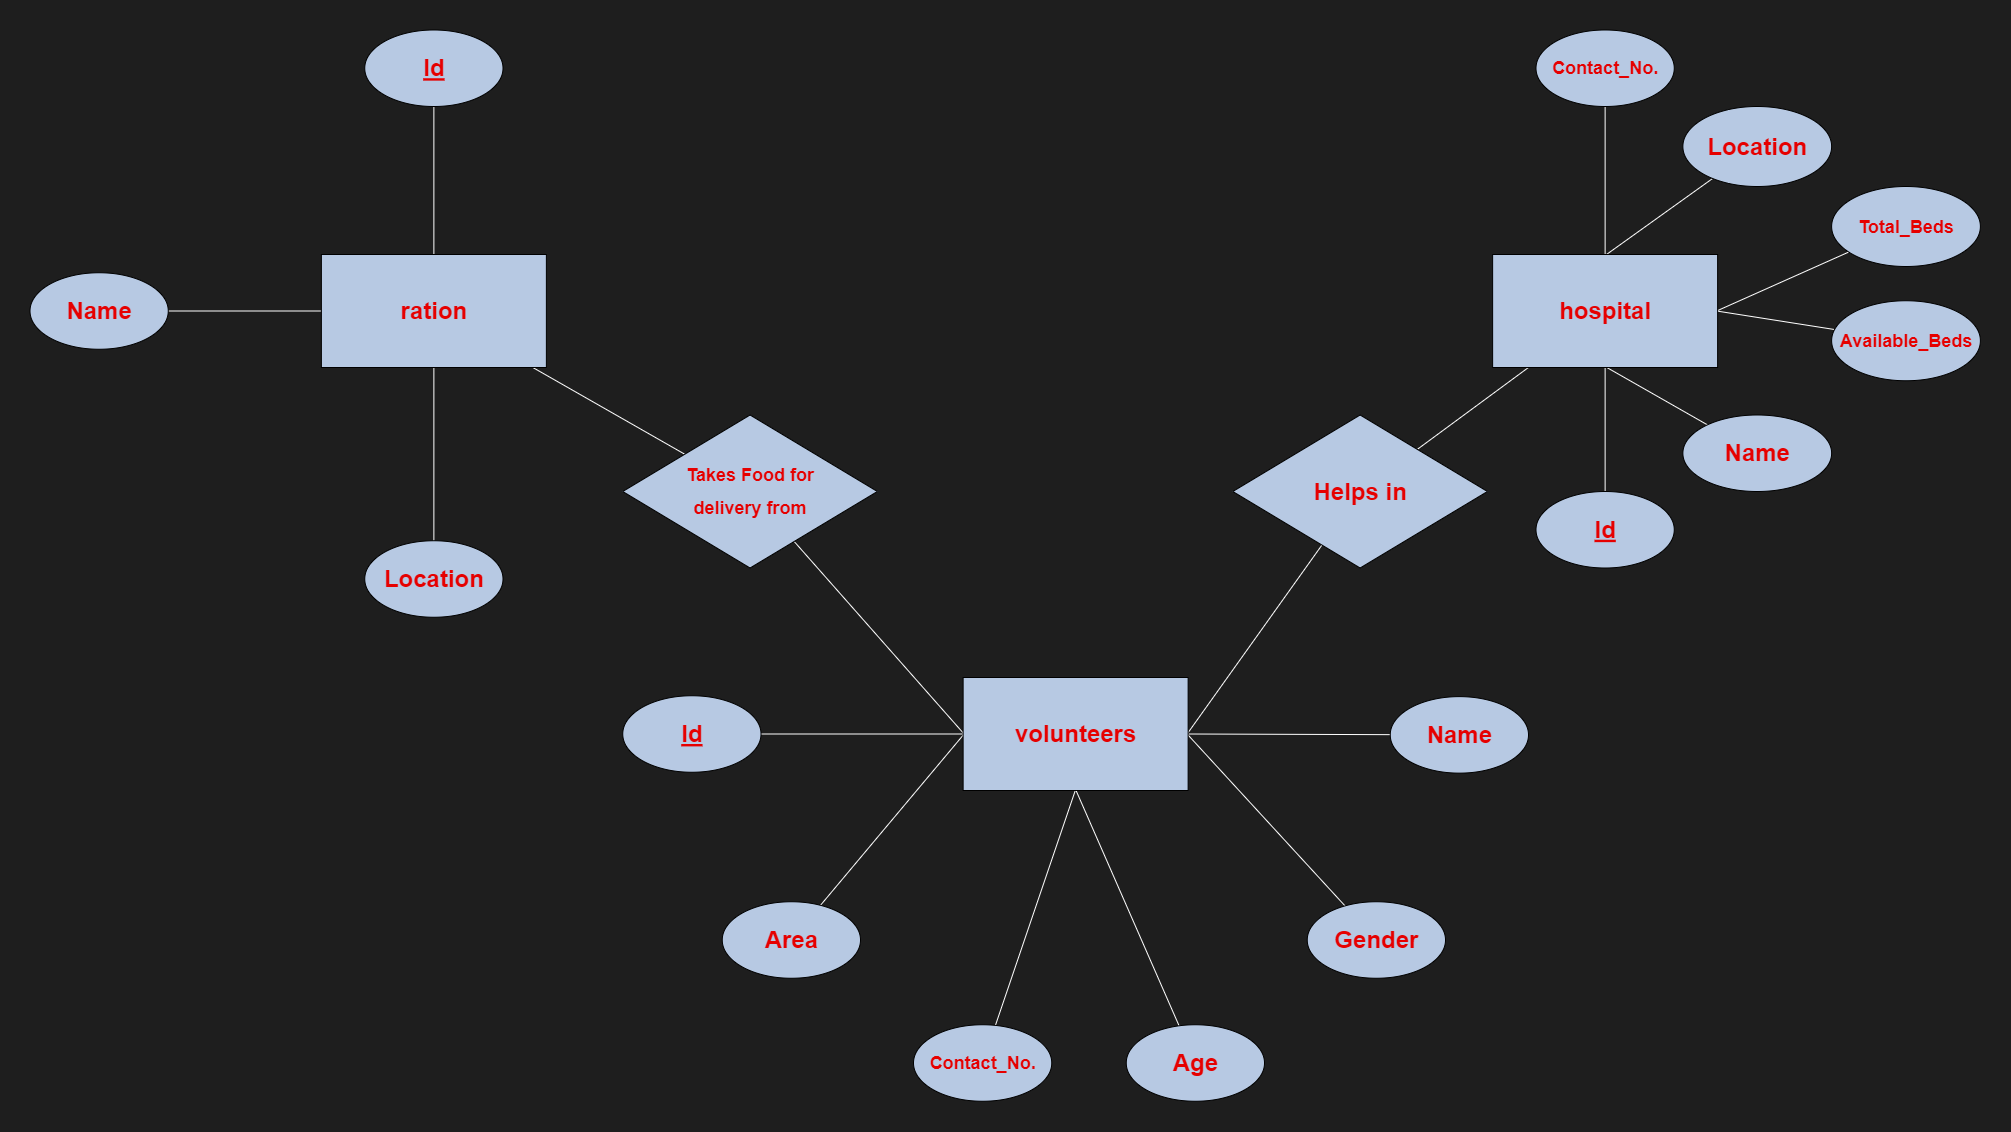 Id
Contact_No.
Location
Total_Beds
Name
ration
hospital
Available_Beds
Name
Takes Food for
delivery from
Helps in
Id
Location
Id
volunteers
Name
Area
Gender
Contact_No.
Age